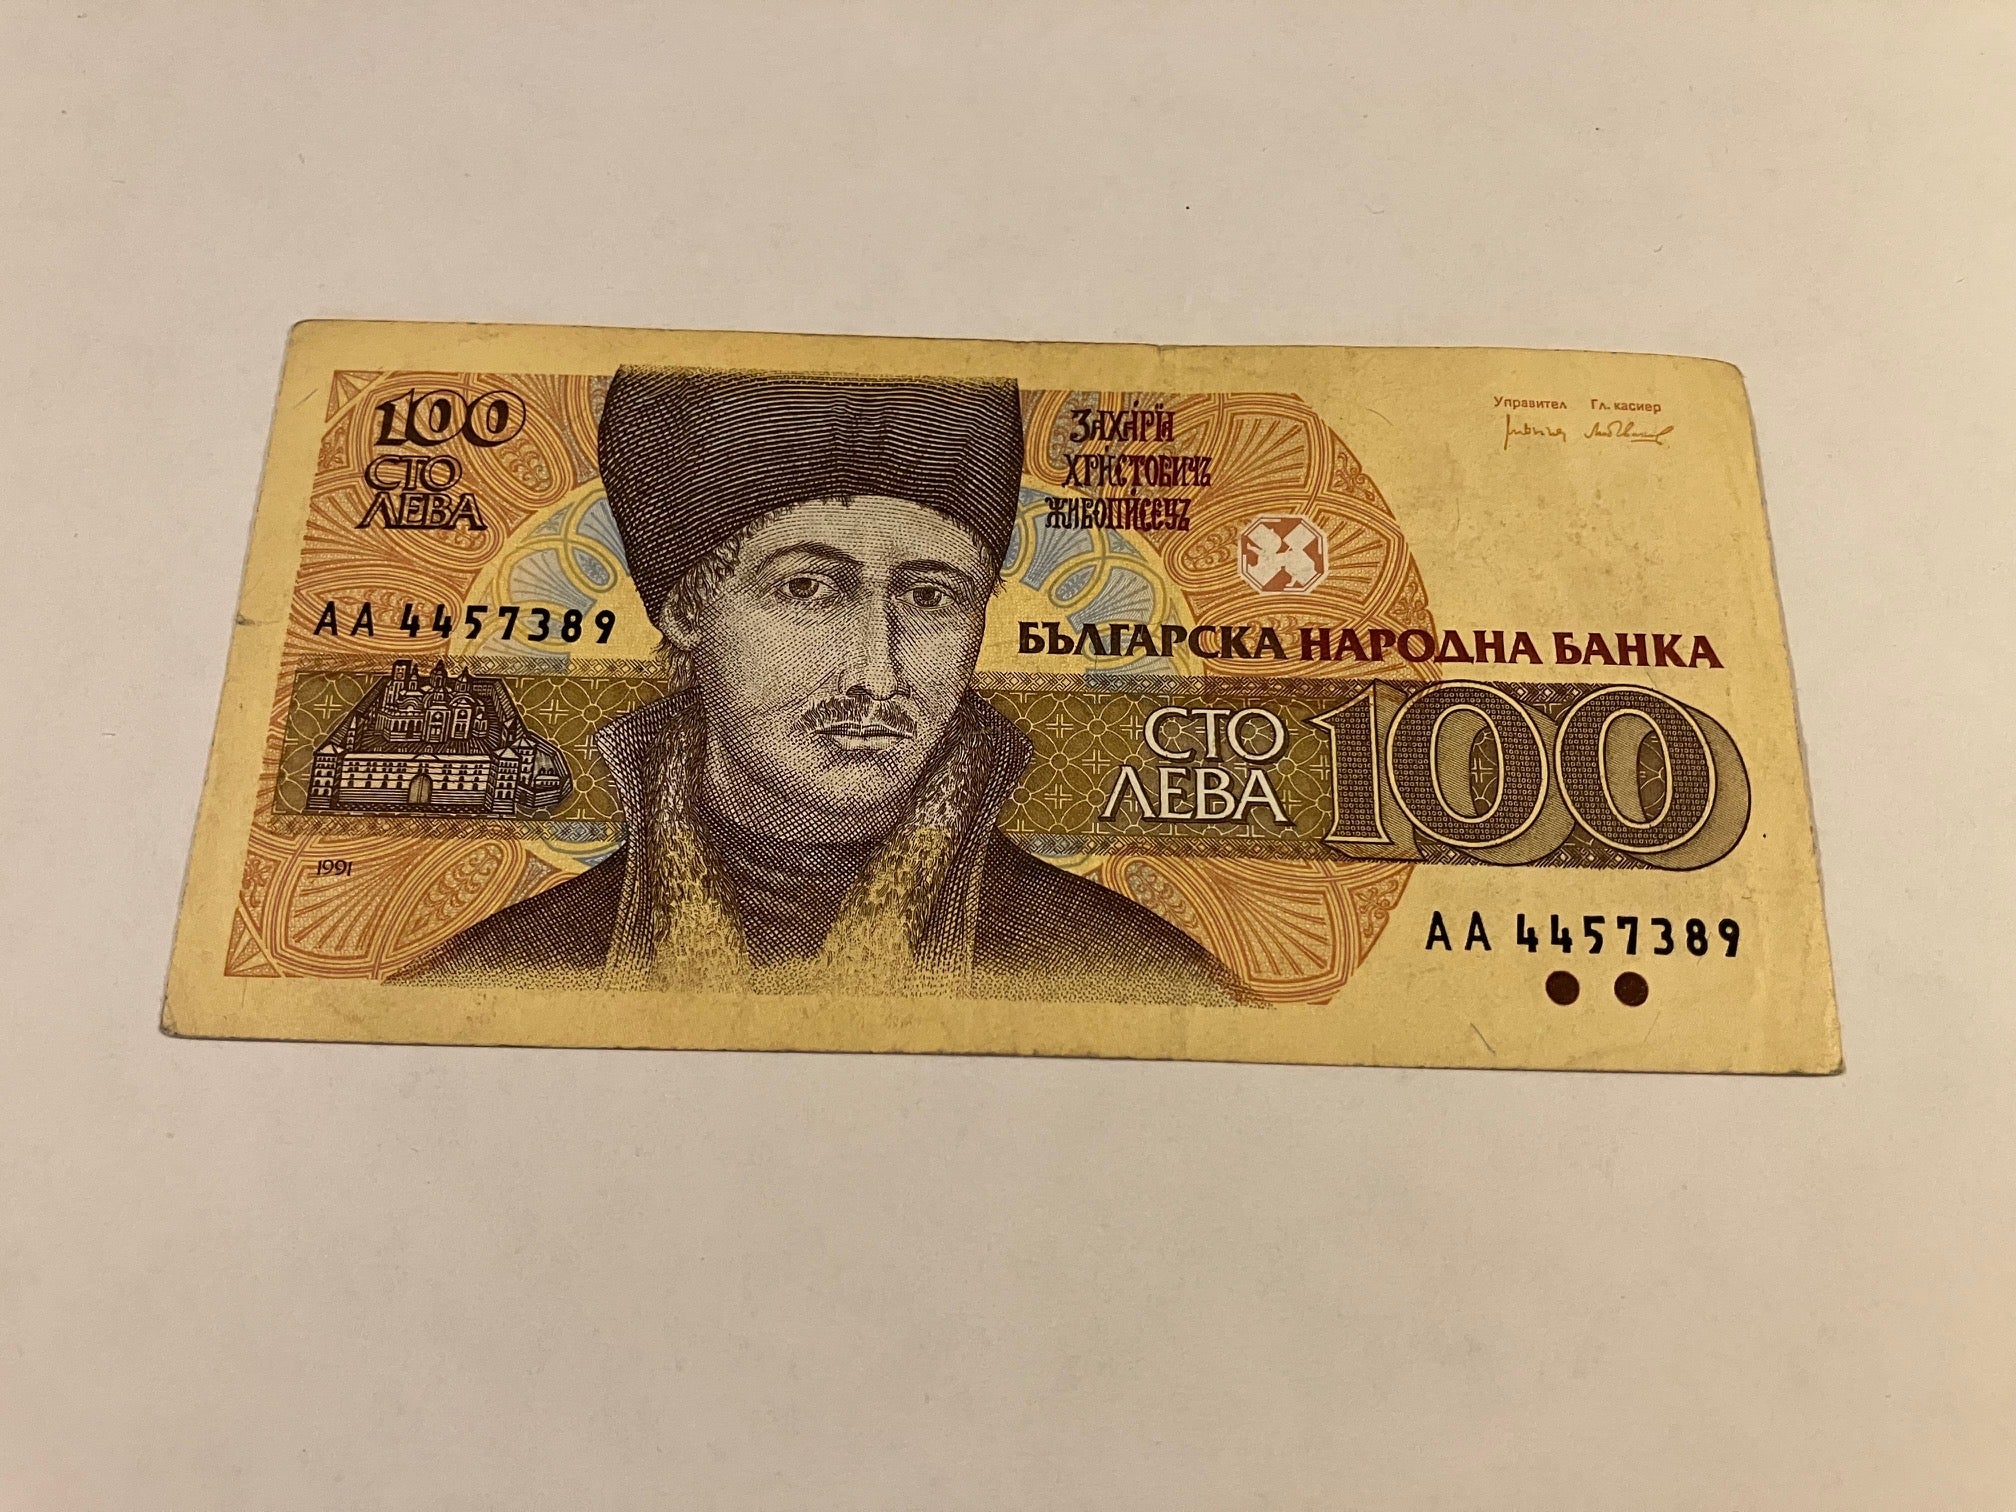 100
СТО
ЛЕВА
ЗАХАРІЯ
ХРИСТОВИЧЪ
ЖИВОПИСЕЦЪ
Управител Гл. касиер
АА 4457389
БЪЛГАРСКА НАРОДНА БАНКА
СТО
ЛЕВА
100
1991
АА 4457389